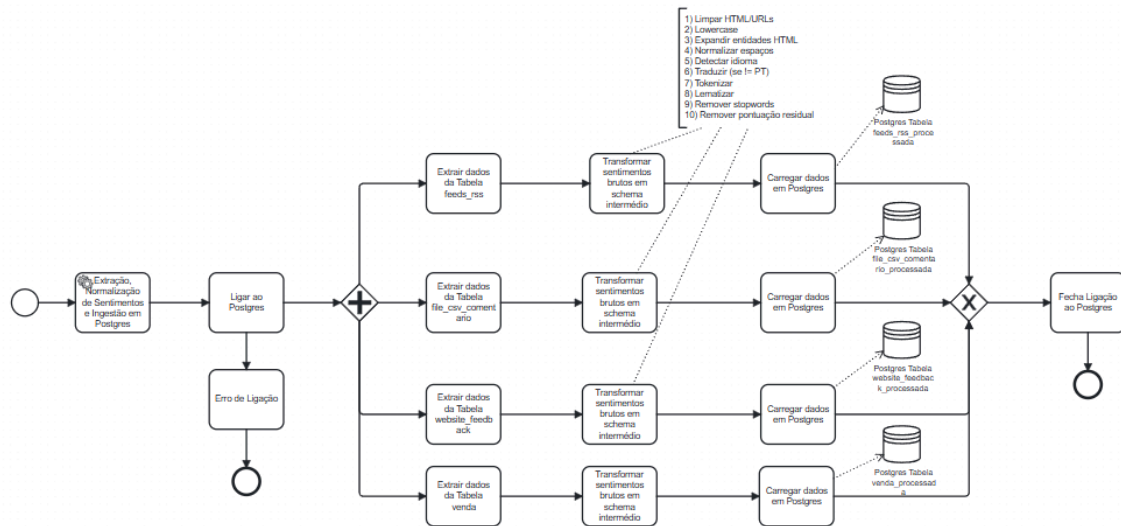 1) Limpar HTML/URLs
2) Lowercase
3) Expandir entidades HTML
4) Normalizar espaços
5) Detectar idioma
6) Traduzir (se != PT)
7) Tokenizar
8) Lematizar
9) Remover stopwords
10) Remover pontuação residual
Postgres Tabela
feeds_rss_proce
ssada
Extrair dados
da Tabela
feeds_rss
Transformar
sentimentos
brutos em
schema
intermédio
Carregar dados
em Postgres
Postgres Tabela
file_csv_comenta
rio_processada
Extração,
Normalização
de Sentimentos
e Ingestão em
Postgres
Ligar ao
Postgres
Extrair dados
da Tabela
file_csv_coment
ario
Transformar
sentimentos
brutos em
schema
intermédio
Carregar dados
em Postgres
Fecha Ligação
ao Postgres
Postgres Tabela
website_feedbac
k_processada
Erro de Ligação
Extrair dados
da Tabela
website_feedb
ack
Transformar
sentimentos
brutos em
schema
intermédio
Carregar dados
em Postgres
Postgres Tabela
venda_processad
a
Extrair dados
da Tabela
venda
Transformar
sentimentos
brutos em
schema
intermédio
Carregar dados
em Postgres